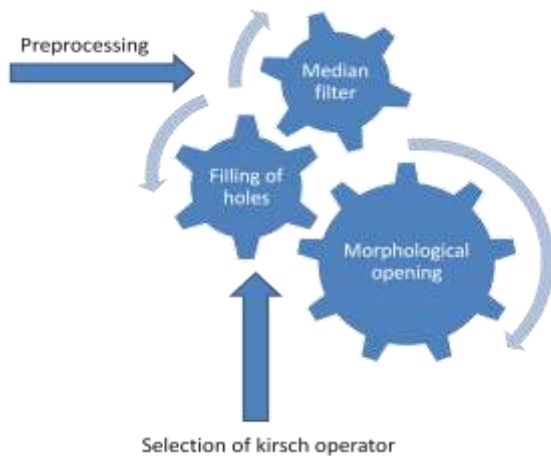 Preprocessing
Median
filter
Filling of
holes
Morphological
opening
Selection of kirsch operator